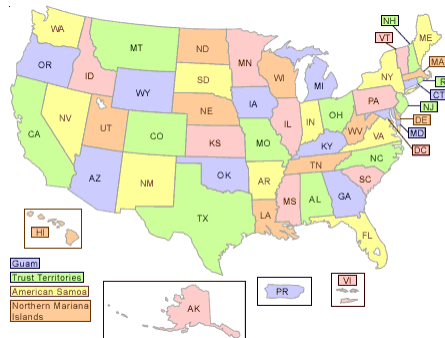 NH
WA
VT
ME
MT
ND
MN
OR
ID
WI
MA
SD
NY
MI
R
WY
CT
IA
PA
NE
NJ
NV
OH
IN
IL
DE
UT
MD
CA
CO
WV
VA
KS
MO
KY
DC
NC
TN
OK
AZ
NM
AR
SC
MS
AL
GA
TX
LA
FL
HI
Guam
Trust Territories
American Samoa
Northern Mariana
Islands
VI
PR
AK